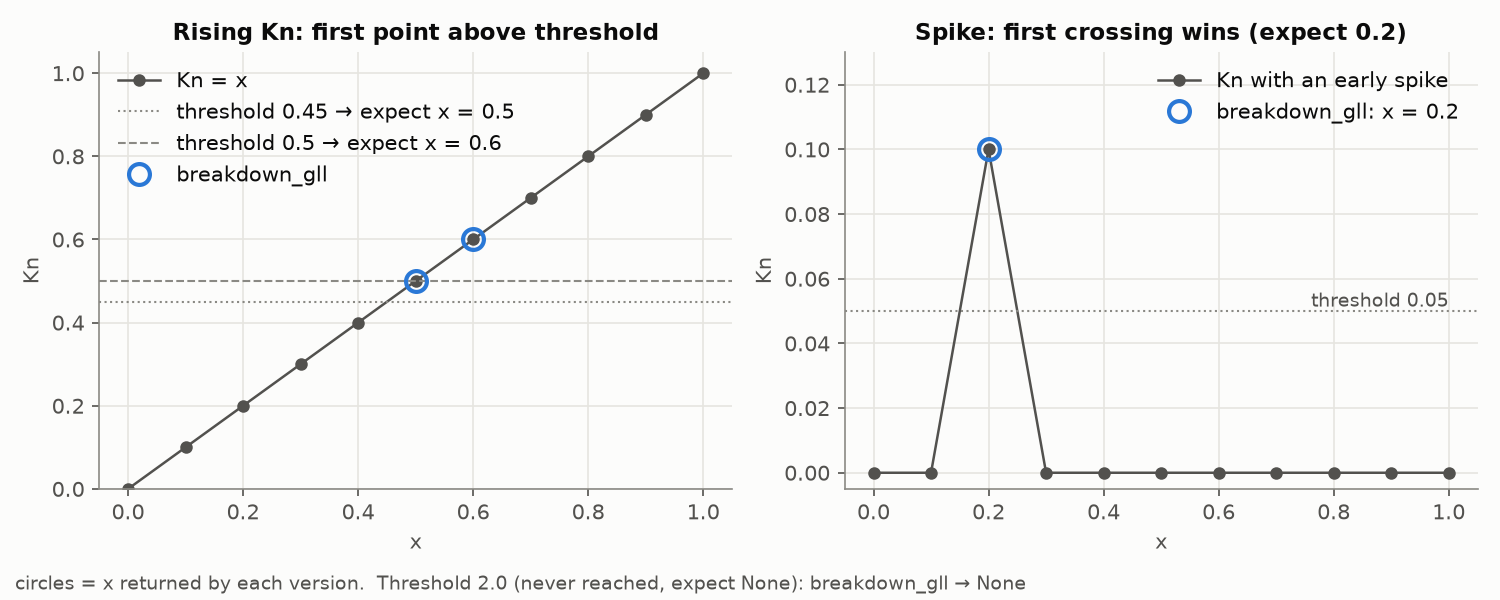 Rising Kn: first point above threshold
Kn = x
threshold 0.45 → expect x = 0.5
threshold 0.5 → expect x = 0.6
breakdown_gll
Kn
1.0
0.8
0.6
0.4
0.2
0.0
0.0 0.2 0.4 0.6 0.8 1.0
x
Spike: first crossing wins (expect 0.2)
Kn with an early spike
breakdown_gll: x = 0.2
threshold 0.05
Kn
0.12
0.10
0.08
0.06
0.04
0.02
0.00
0.0 0.2 0.4 0.6 0.8 1.0
x
circles = x returned by each version.  Threshold 2.0 (never reached, expect None): breakdown_gll → None